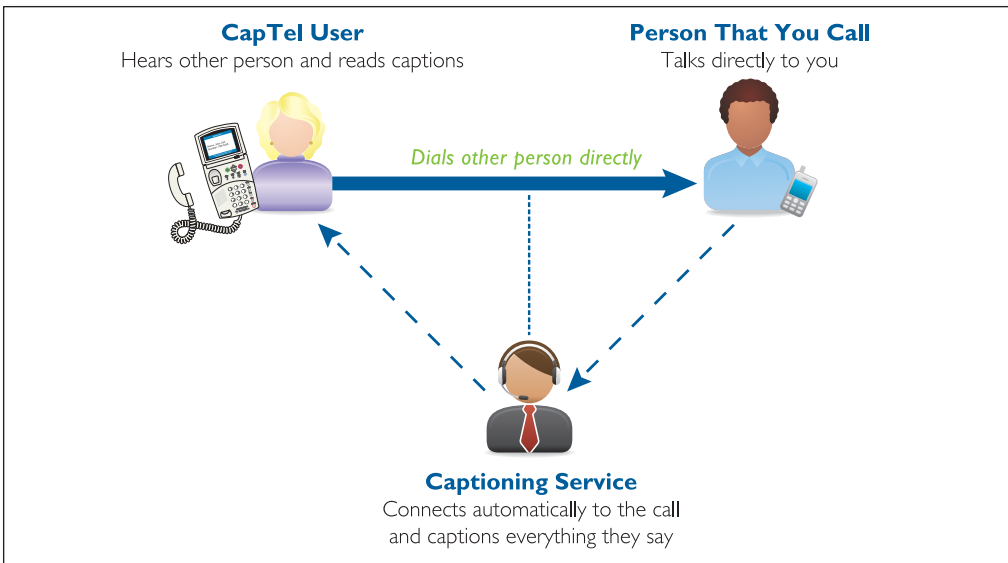 CapTel User
Hears other person and reads captions
Person That You Call
Talks directly to you
Dials other person directly
Captioning Service
Connects automatically to the call
and captions everything they say